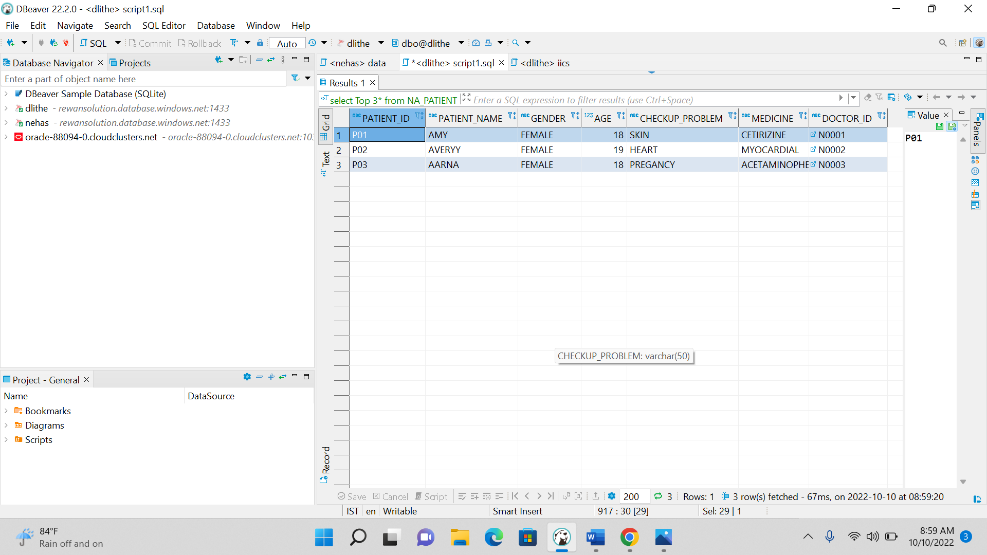 DBeaver 22.2.0 - <dlithe> script1.sql
File Edit Navigate Search SQL Editor Database Window Help
SQL Commit Rollback Auto dlithe dbo@dlithe
Database Navigator Projects
Enter a part of object name here
DBeaver Sample Database (SQLite)
dlithe - rewansolution.database.windows.net:1433
nehas - rewansolution.database.windows.net:1433
oracle-88094-0.cloudclusters.net - oracle-88094-0.cloudclusters.net:10.
Project - General
Name DataSource
Bookmarks
Diagrams
Scripts
<nehas> data *<dlithe> script1.sql <dlithe> iics
Results 1
select Top 3* from NA_PATIENT Enter a SQL expression to filter results (use Ctrl+Space)
Grid
Text
Record
PATIENT_ID PATIENT_NAME GENDER AGE CHECKUP_PROBLEM MEDICINE DOCTOR_ID
1 P01 AMY FEMALE 18 SKIN CETIRIZINE N0001
2 P02 AVERYY FEMALE 19 HEART MYOCARDIAL N0002
3 P03 AARNA FEMALE 18 PREGANCY ACETAMINOPHE N0003
CHECKUP_PROBLEM: varchar(50)
Value
P01
Panels
Save Cancel Script 200 3 Rows: 1 3 row(s) fetched - 67ms, on 2022-10-10 at 08:59:20
IST en Writable Smart Insert 917 : 30 [29] Sel: 29 | 1
84°F
Rain off and on
8:59 AM
10/10/2022
3